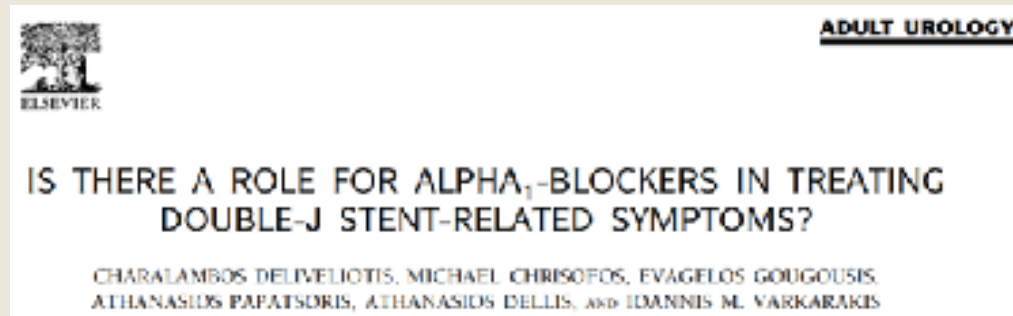 ADULT UROLOGY
ELSEVIER
IS THERE A ROLE FOR ALPHA₁-BLOCKERS IN TREATING
DOUBLE-J STENT-RELATED SYMPTOMS?
CHARALAMBOS DELIVELIOTIS, MICHAEL CHRISOFOS, EVAGELOS GOUGOUSIS,
ATHANASIOS PAPATSORIS, ATHANASIOS DELLIS, AND IOANNIS M. VARKARAKIS